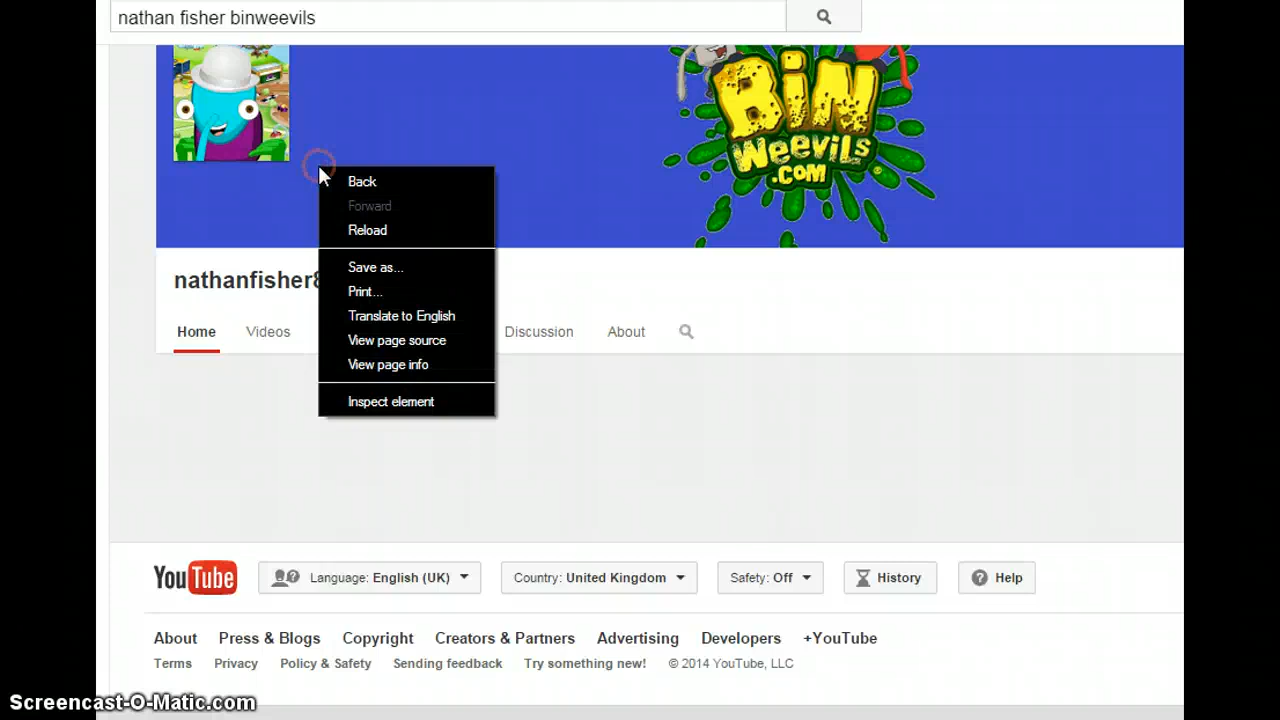 nathan fisher binweevils
BiN
WeeViLs
.COM
®
Back
Forward
Reload
Save as...
Print...
Translate to English
View page source
View page info
Inspect element
Home Videos Discussion About
YouTube Language: English (UK) Country: United Kingdom Safety: Off History Help
About Press & Blogs Copyright Creators & Partners Advertising Developers +YouTube
Terms Privacy Policy & Safety Sending feedback Try something new! © 2014 YouTube, LLC
Screencast-O-Matic.com